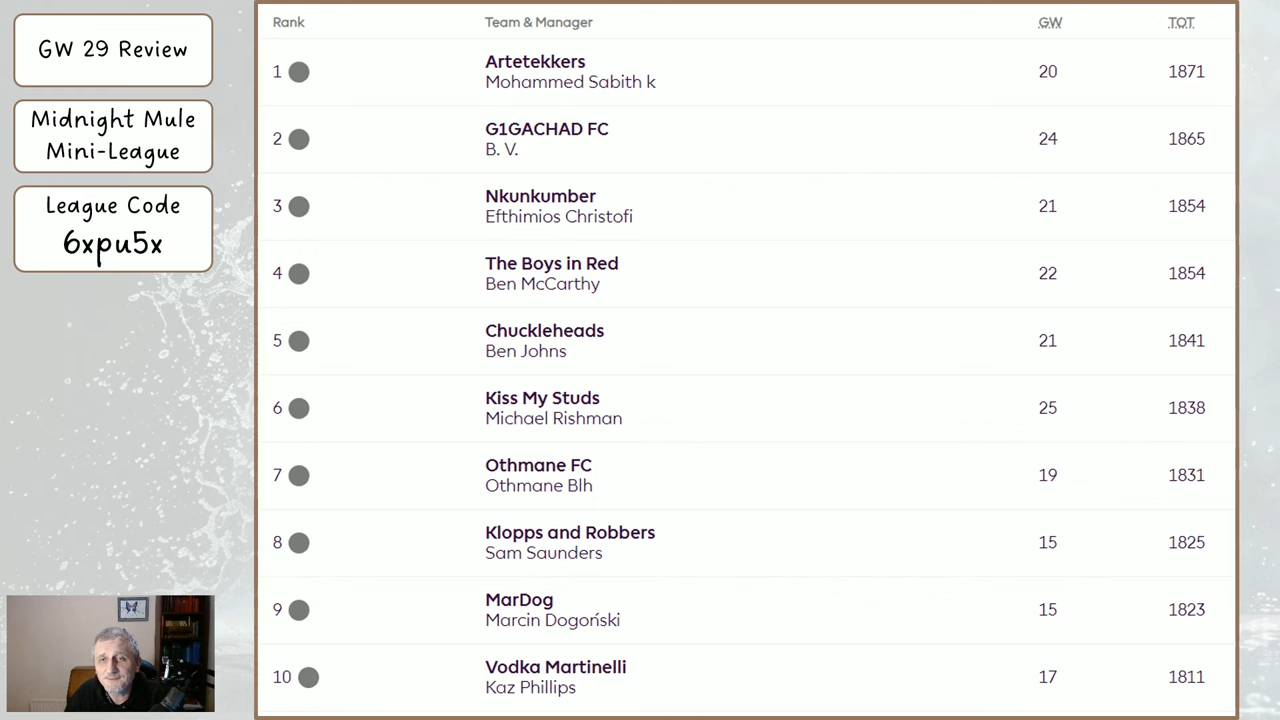 GW 29 Review
Midnight Mule
Mini-League
League Code
6xpu5x
Rank Team & Manager GW TOT
1 Artetekkers 20 1871
Mohammed Sabith k
2 G1GACHAD FC 24 1865
B. V.
3 Nkunkumber 21 1854
Efthimios Christofi
4 The Boys in Red 22 1854
Ben McCarthy
5 Chuckleheads 21 1841
Ben Johns
6 Kiss My Studs 25 1838
Michael Rishman
7 Othmane FC 19 1831
Othmane Blh
8 Klopps and Robbers 15 1825
Sam Saunders
9 MarDog 15 1823
Marcin Dogoński
10 Vodka Martinelli 17 1811
Kaz Phillips